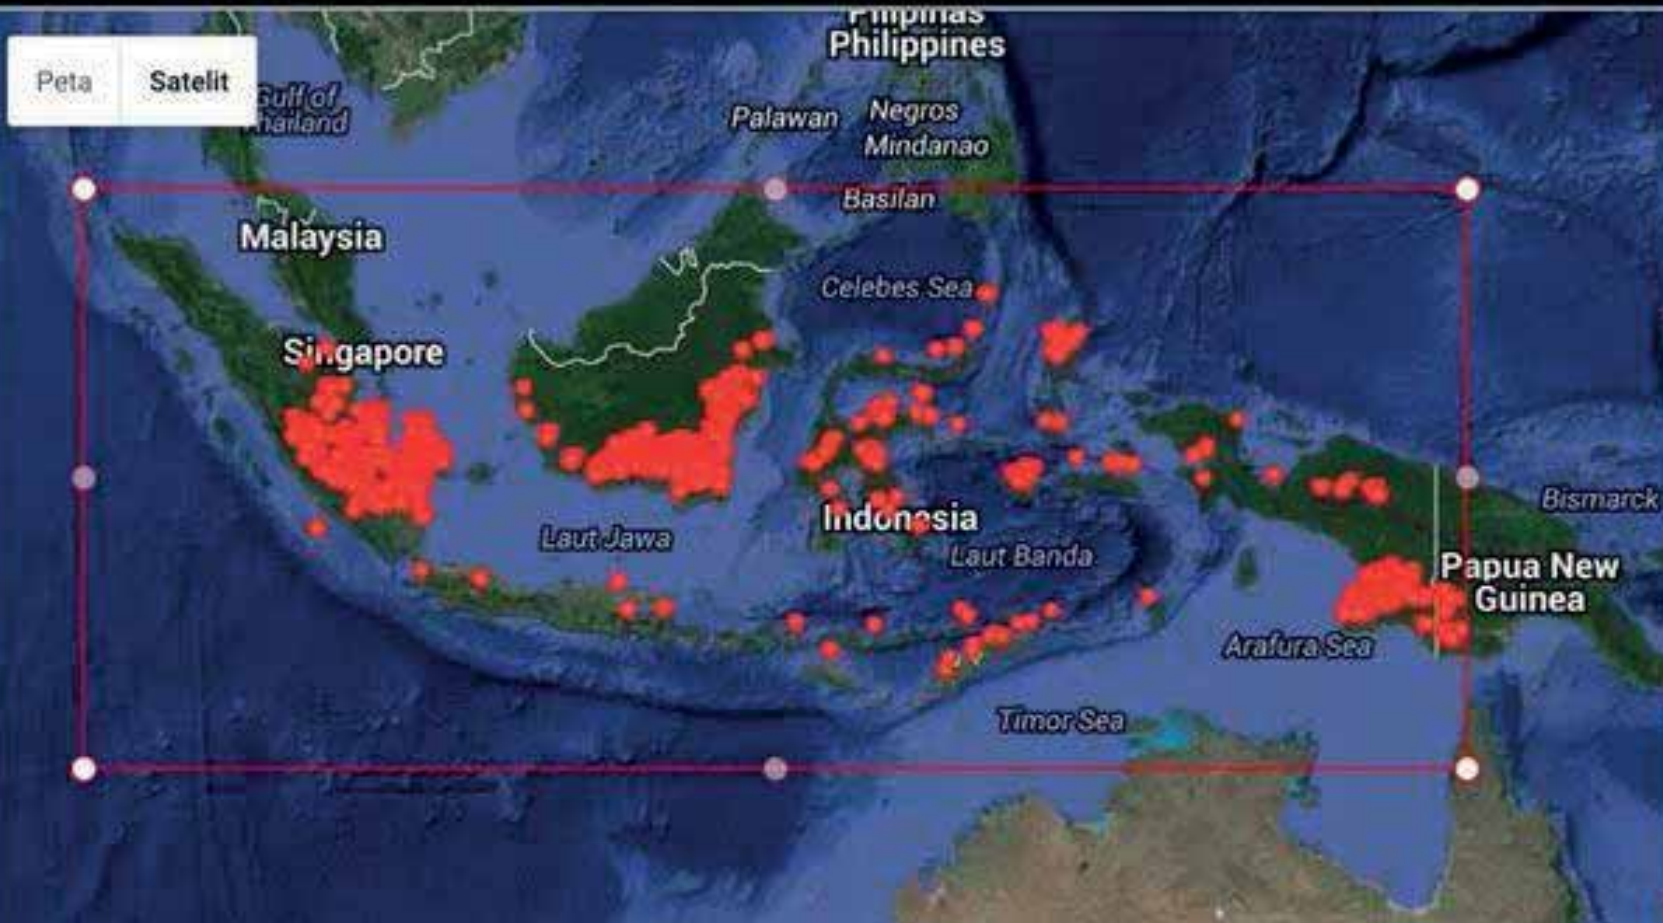 Pilipinas
Philippines
Peta
Satelit
Gulf of
Thailand
Palawan
Negros
Mindanao
Basilan
Malaysia
Celebes Sea
Singapore
Bismarck
Indonesia
Laut Jawa
Laut Banda
Papua New
Guinea
Arafura Sea
Timor Sea